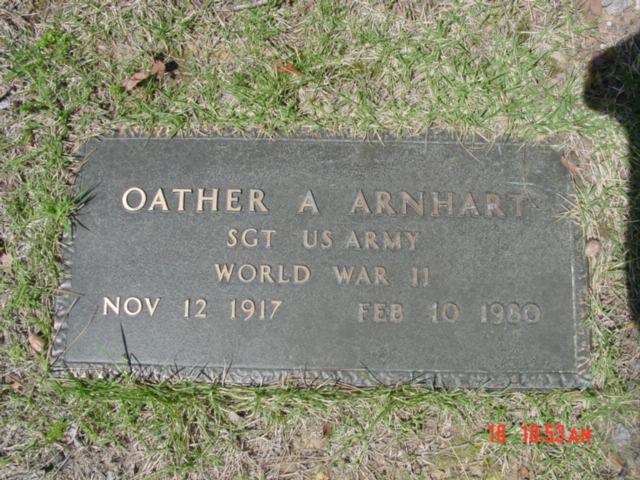 OATHER A ARNHART
SGT US ARMY
WORLD WAR II
NOV 12 1917 FEB 10 1980
16 10:53AM